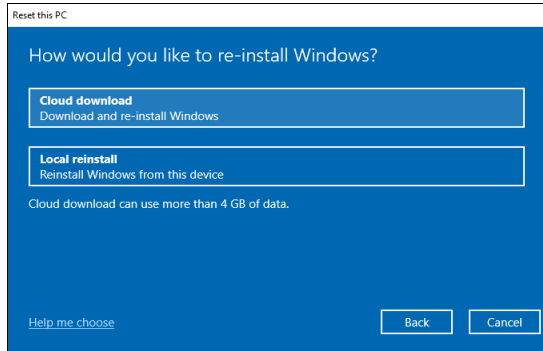 Reset this PC
How would you like to re-install Windows?
Cloud download
Download and re-install Windows
Local reinstall
Reinstall Windows from this device
Cloud download can use more than 4 GB of data.
Help me choose
Back
Cancel